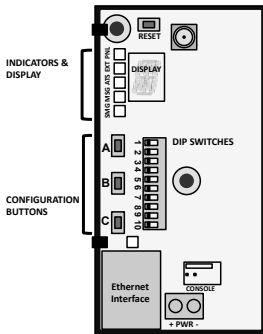 RESET
INDICATORS &
DISPLAY
SMG MSG ATS EXT PNL
DISPLAY
DIP SWITCHES
A
B
C
1
2
3
4
5
6
7
8
9
10
CONFIGURATION
BUTTONS
Ethernet
Interface
CONSOLE
+ PWR -